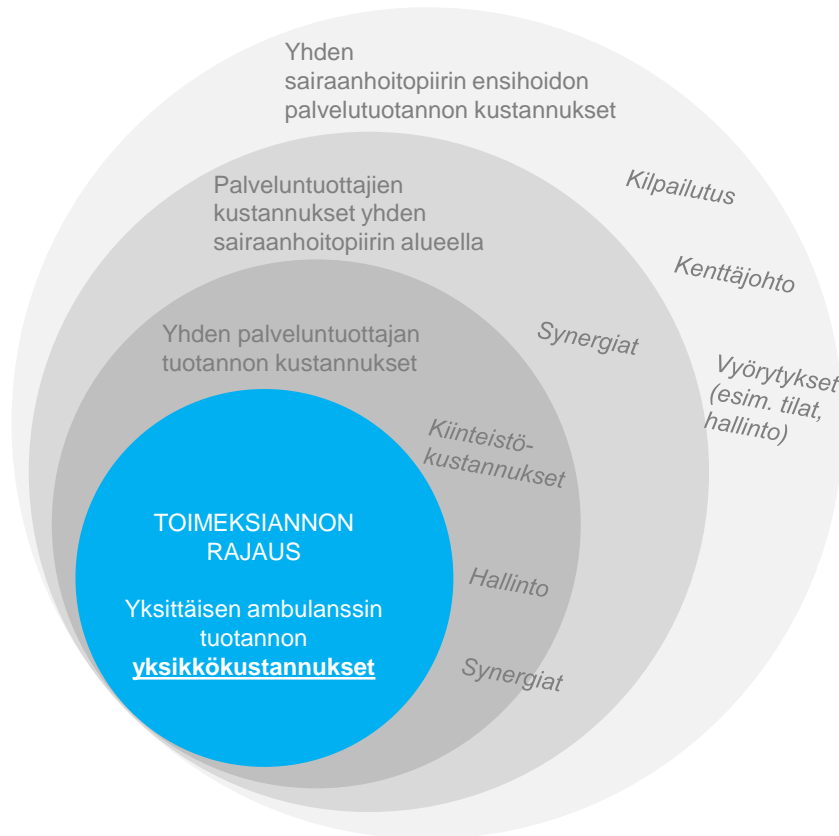 Yhden
sairaanhoitopiirin ensihoidon
palvelutuotannon kustannukset
Kilpailutus
Kenttäjohto
Vyörytykset
(esim. tilat,
hallinto)
Palveluntuottajien
kustannukset yhden
sairaanhoitopiirin alueella
Synergiat
Yhden palveluntuottajan
tuotannon kustannukset
Kiinteistö-
kustannukset
Hallinto
Synergiat
TOIMEKSIANNON
RAJAUS
Yksittäisen ambulanssin
tuotannon
yksikkökustannukset